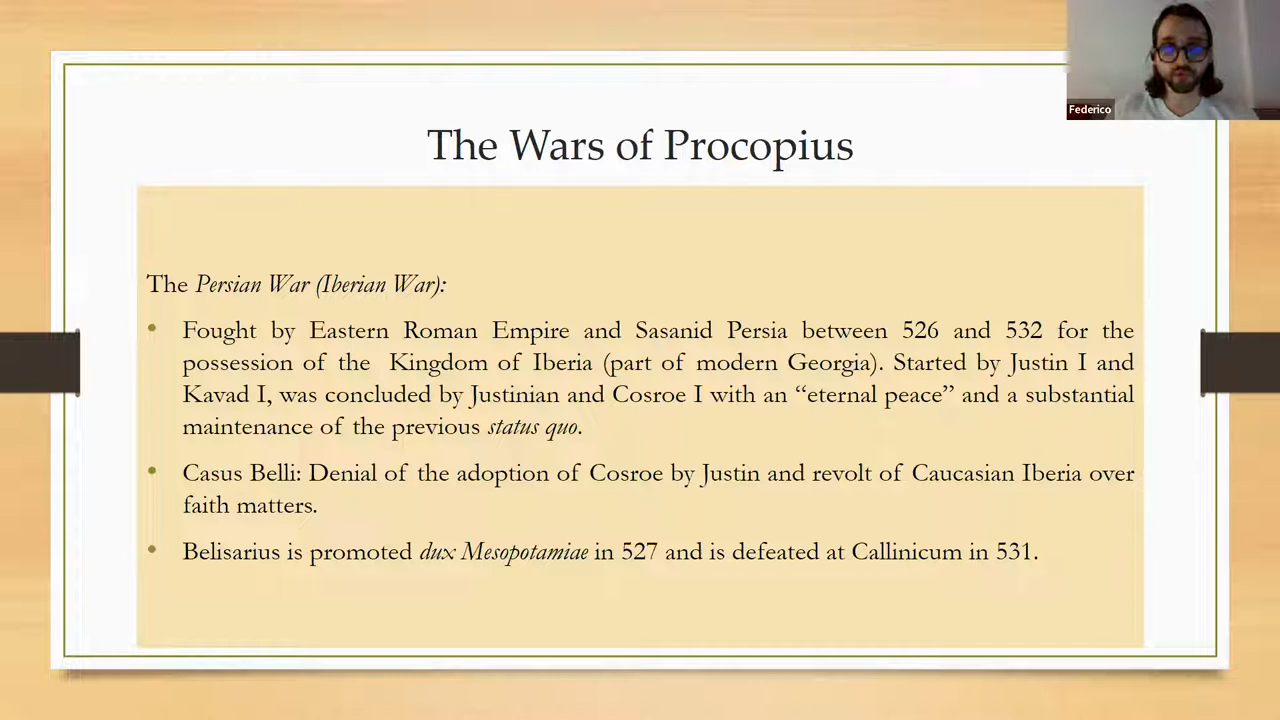 Federico
The Wars of Procopius
The Persian War (Iberian War):
• Fought by Eastern Roman Empire and Sasanid Persia between 526 and 532 for the
possession of the Kingdom of Iberia (part of modern Georgia). Started by Justin I and
Kavad I, was concluded by Justinian and Cosroe I with an “eternal peace” and a substantial
maintenance of the previous status quo.
• Casus Belli: Denial of the adoption of Cosroe by Justin and revolt of Caucasian Iberia over
faith matters.
• Belisarius is promoted dux Mesopotamiae in 527 and is defeated at Callinicum in 531.